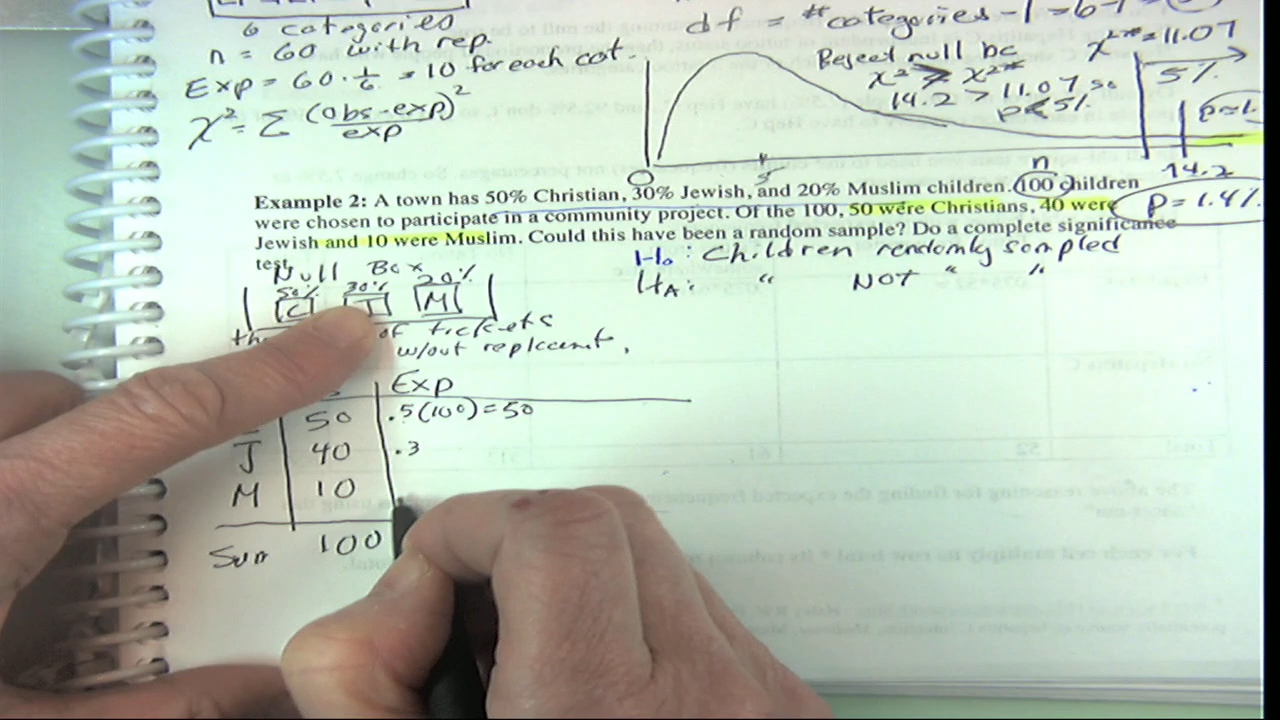 6 categories
n = 60 with rep
Exp = 60 · 1/6 = 10 for each cat.
χ² = Σ (obs-exp)² / exp
df = # categories - 1 = 6-1
Reject null bc
χ² > χ²*
14.2 > 11.07 so
p < 5%
χ²* = 11.07
5%
0
14.2
p = 1.4%
n
Example 2: A town has 50% Christian, 30% Jewish, and 20% Muslim children. 100 children
were chosen to participate in a community project. Of the 100, 50 were Christians, 40 were
Jewish and 10 were Muslim. Could this have been a random sample? Do a complete significance
test.
H₀: Children randomly sampled
H_A: " NOT " "
Null Box
50% 30% 20%
C J M
of tickets
w/out replcemt,
Exp
50 .5(100)=50
J 40 .3
M 10
Sum 100